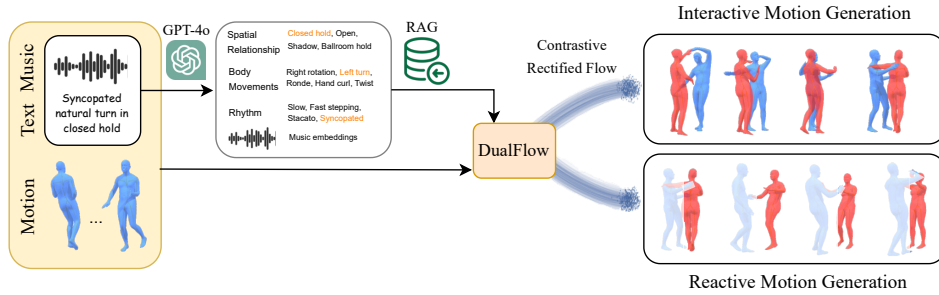 Music
Text
Motion
Syncopated
natural turn in
closed hold
...
GPT-4o
Spatial
Relationship
Closed hold, Open,
Shadow, Ballroom hold
Body
Movements
Right rotation, Left turn,
Ronde, Hand curl, Twist
Rhythm
Slow, Fast stepping,
Stacato, Syncopated
Music embeddings
RAG
DualFlow
Contrastive
Rectified Flow
Interactive Motion Generation
Reactive Motion Generation